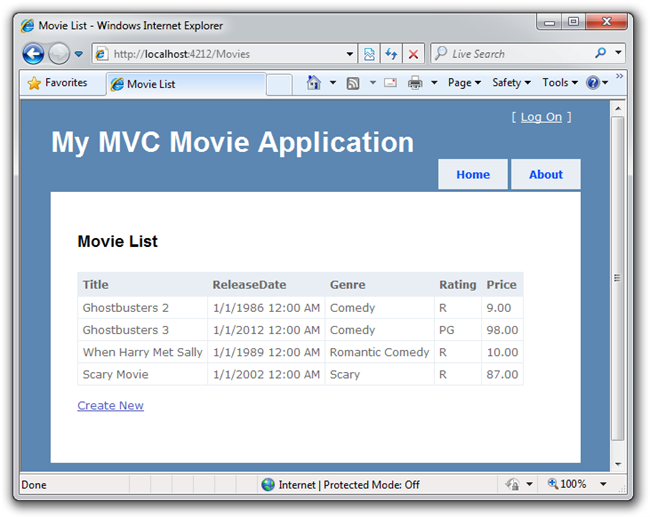 Movie List - Windows Internet Explorer
http://localhost:4212/Movies
Live Search
Favorites Movie List Page Safety Tools
[ Log On ]
My MVC Movie Application
Home About
Movie List
Title ReleaseDate Genre Rating Price
Ghostbusters 2 1/1/1986 12:00 AM Comedy R 9.00
Ghostbusters 3 1/1/2012 12:00 AM Comedy PG 98.00
When Harry Met Sally 1/1/1989 12:00 AM Romantic Comedy R 10.00
Scary Movie 1/1/2002 12:00 AM Scary R 87.00
Create New
Done Internet | Protected Mode: Off 100%